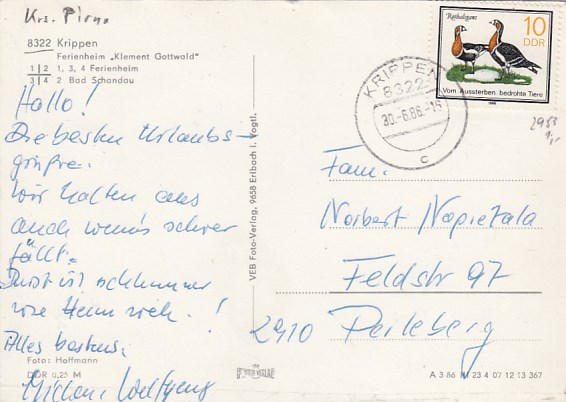 Krs. Pirna
8322 Krippen
Ferienheim „Klement Gottwald"
1|2 1, 3, 4 Ferienheim
3|4 2 Bad Schandau
Hallo!
Die besten Urlaubs-
grüße.
Wir halten aus
auch wenn's schwer
fällt.
Durst ist schlimmer
wie Heimweh!
Alles bestens.
Foto: Hoffmann
DDR 0,25 M
Wolfgang
VEB Foto-Verlag, 9658 Erlbach i. Vogtl.
Rothalsgans
10
DDR
Vom Aussterben bedrohte Tiere
KRIPPEN
8322
30.-6.86.-16
c
2953
Fam.
Norbert Napietala
Feldstr 97
2910 Perleberg
A 3 86 N 23 4 07 12 13 367